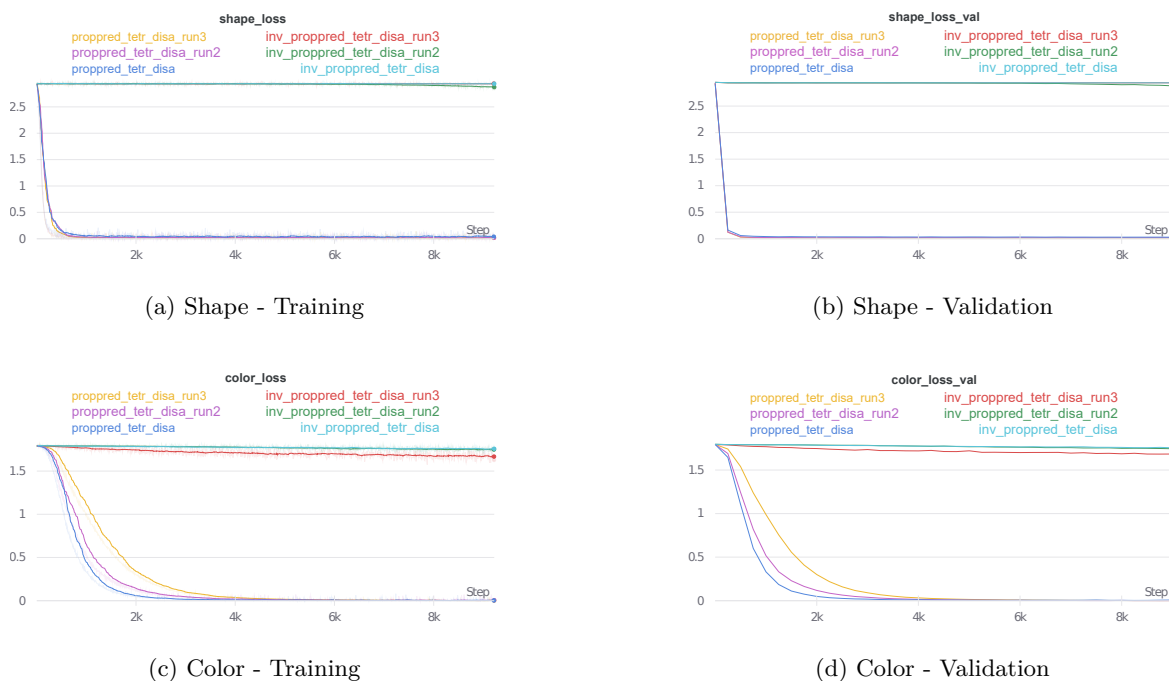 shape_loss
proppred_tetr_disa_run3 inv_proppred_tetr_disa_run3
proppred_tetr_disa_run2 inv_proppred_tetr_disa_run2
proppred_tetr_disa inv_proppred_tetr_disa
2.5
2
1.5
1
0.5
0
Step
2k 4k 6k 8k
(a) Shape - Training
shape_loss_val
proppred_tetr_disa_run3 inv_proppred_tetr_disa_run3
proppred_tetr_disa_run2 inv_proppred_tetr_disa_run2
proppred_tetr_disa inv_proppred_tetr_disa
2.5
2
1.5
1
0.5
0
Step
2k 4k 6k 8k
(b) Shape - Validation
color_loss
proppred_tetr_disa_run3 inv_proppred_tetr_disa_run3
proppred_tetr_disa_run2 inv_proppred_tetr_disa_run2
proppred_tetr_disa inv_proppred_tetr_disa
1.5
1
0.5
0
Step
2k 4k 6k 8k
(c) Color - Training
color_loss_val
proppred_tetr_disa_run3 inv_proppred_tetr_disa_run3
proppred_tetr_disa_run2 inv_proppred_tetr_disa_run2
proppred_tetr_disa inv_proppred_tetr_disa
1.5
1
0.5
0
Step
2k 4k 6k 8k
(d) Color - Validation